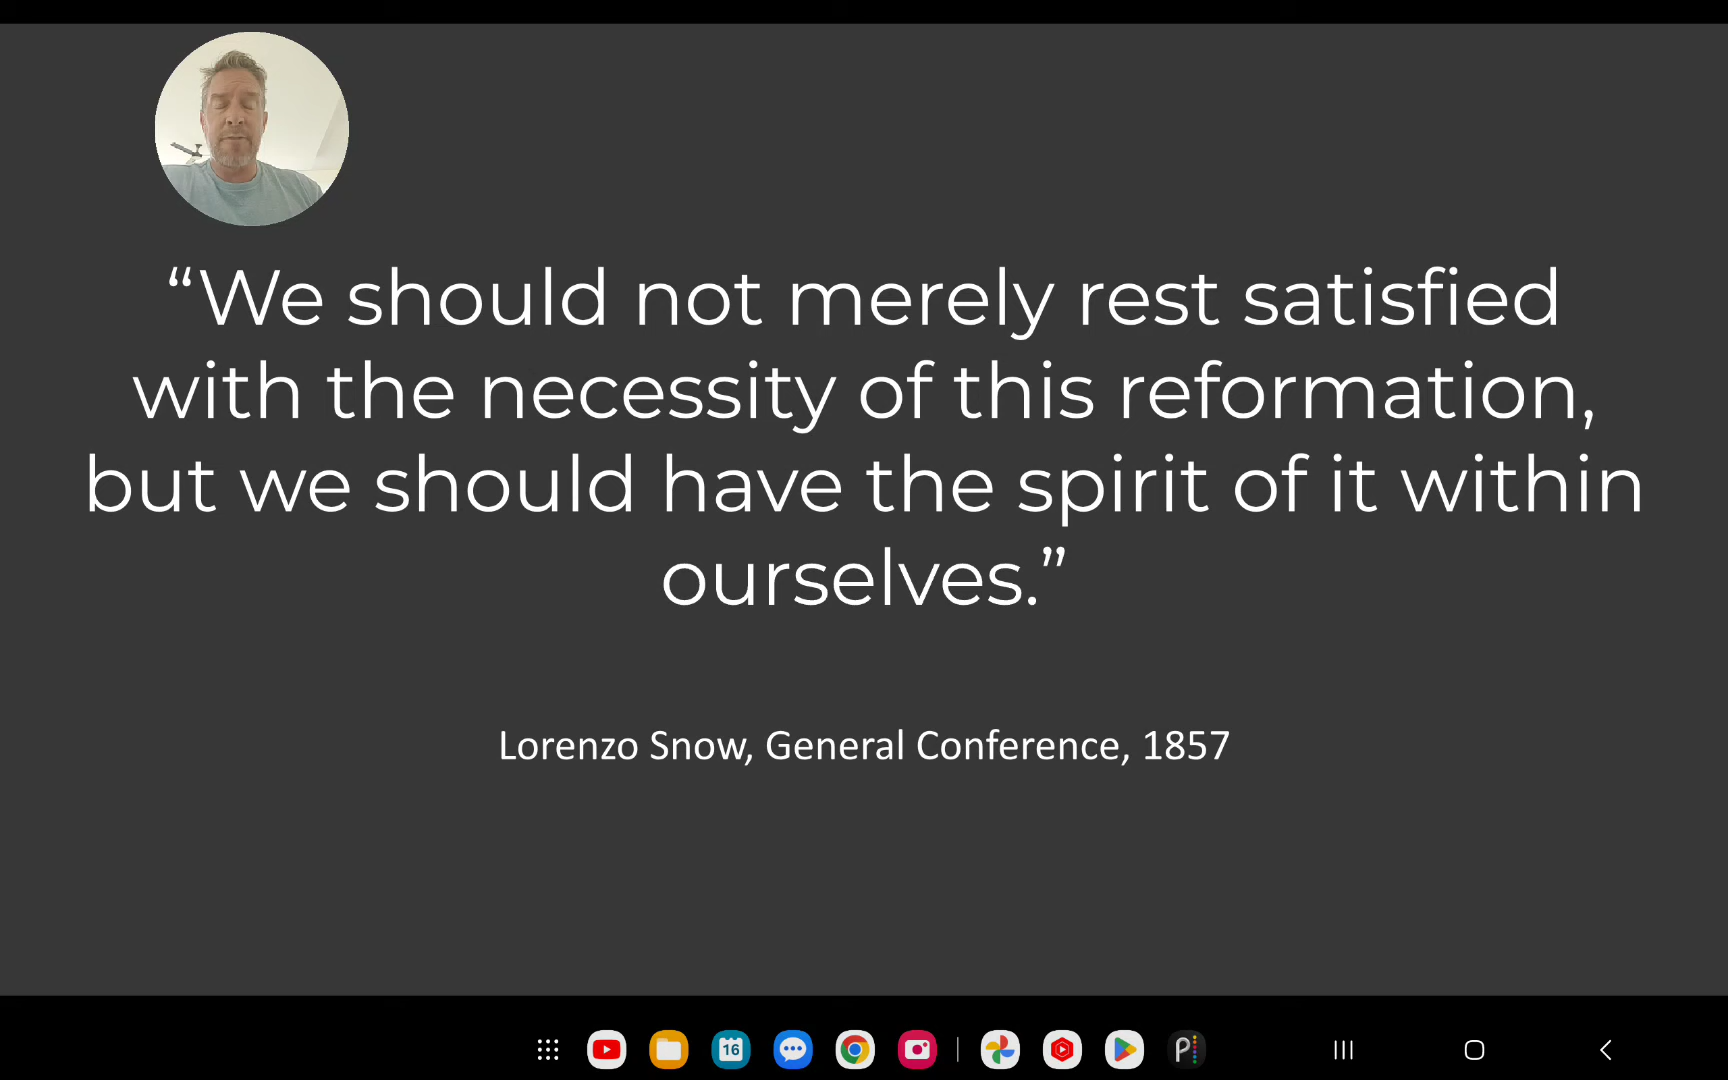 “We should not merely rest satisfied
with the necessity of this reformation,
but we should have the spirit of it within
ourselves.”
Lorenzo Snow, General Conference, 1857
16